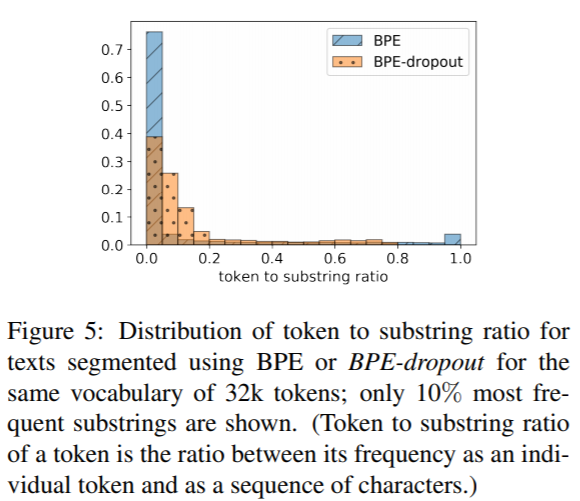 BPE
BPE-dropout
0.7
0.6
0.5
0.4
0.3
0.2
0.1
0.0
0.0 0.2 0.4 0.6 0.8 1.0
token to substring ratio
Figure 5: Distribution of token to substring ratio for
texts segmented using BPE or BPE-dropout for the
same vocabulary of 32k tokens; only 10% most fre-
quent substrings are shown. (Token to substring ratio
of a token is the ratio between its frequency as an indi-
vidual token and as a sequence of characters.)